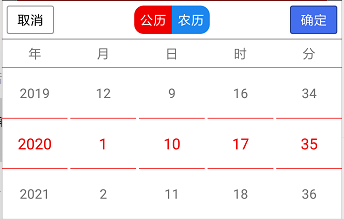 取消 公历 农历 确定
年 月 日 时 分
2019 12 9 16 34
2020 1 10 17 35
2021 2 11 18 36